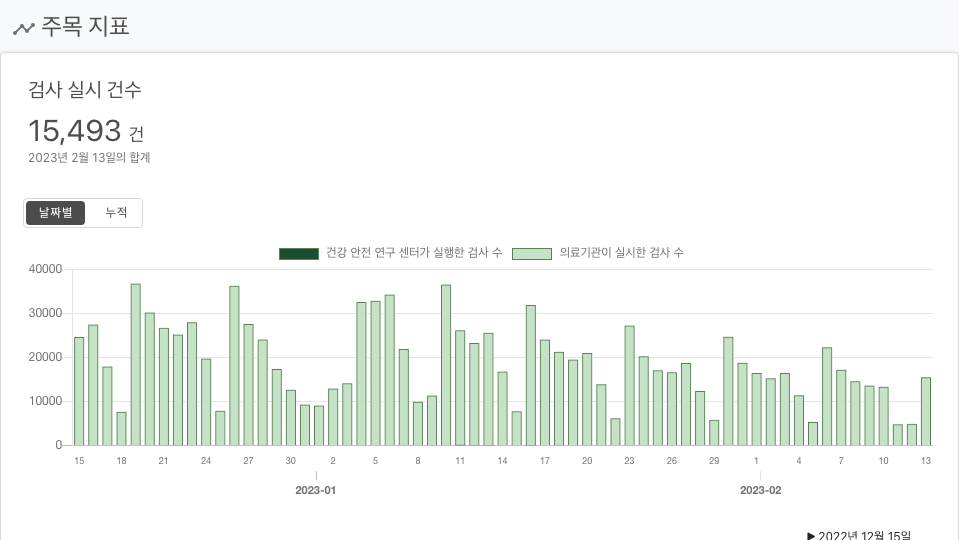 주목 지표
검사 실시 건수
15,493 건
2023년 2월 13일의 합계
날짜별 누적
건강 안전 연구 센터가 실행한 검사 수 의료기관이 실시한 검사 수
40000
30000
20000
10000
0
15 18 21 24 27 30 2 5 8 11 14 17 20 23 26 29 1 4 7 10 13
2023-01 2023-02
▶ 2022년 12월 15일